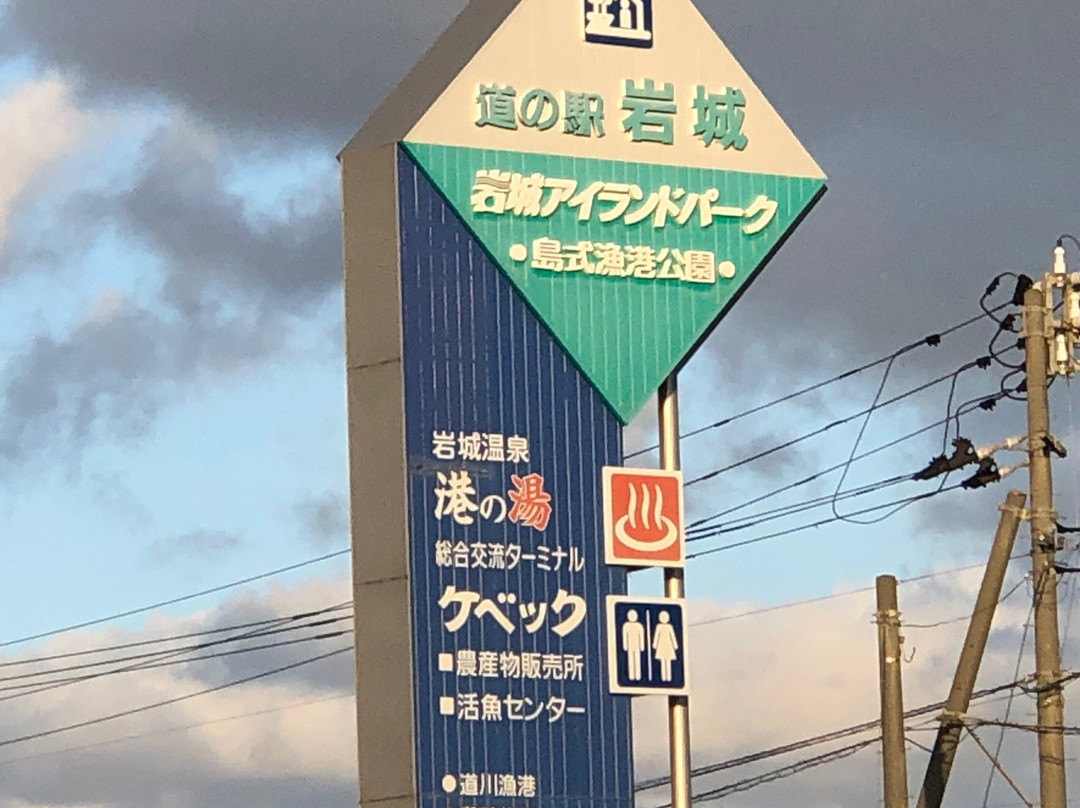 道の駅 岩城
岩城アイランドパーク
•島式漁港公園•
岩城温泉
港の湯
総合交流ターミナル
ケベック
■農産物販売所
■活魚センター
●道川漁港